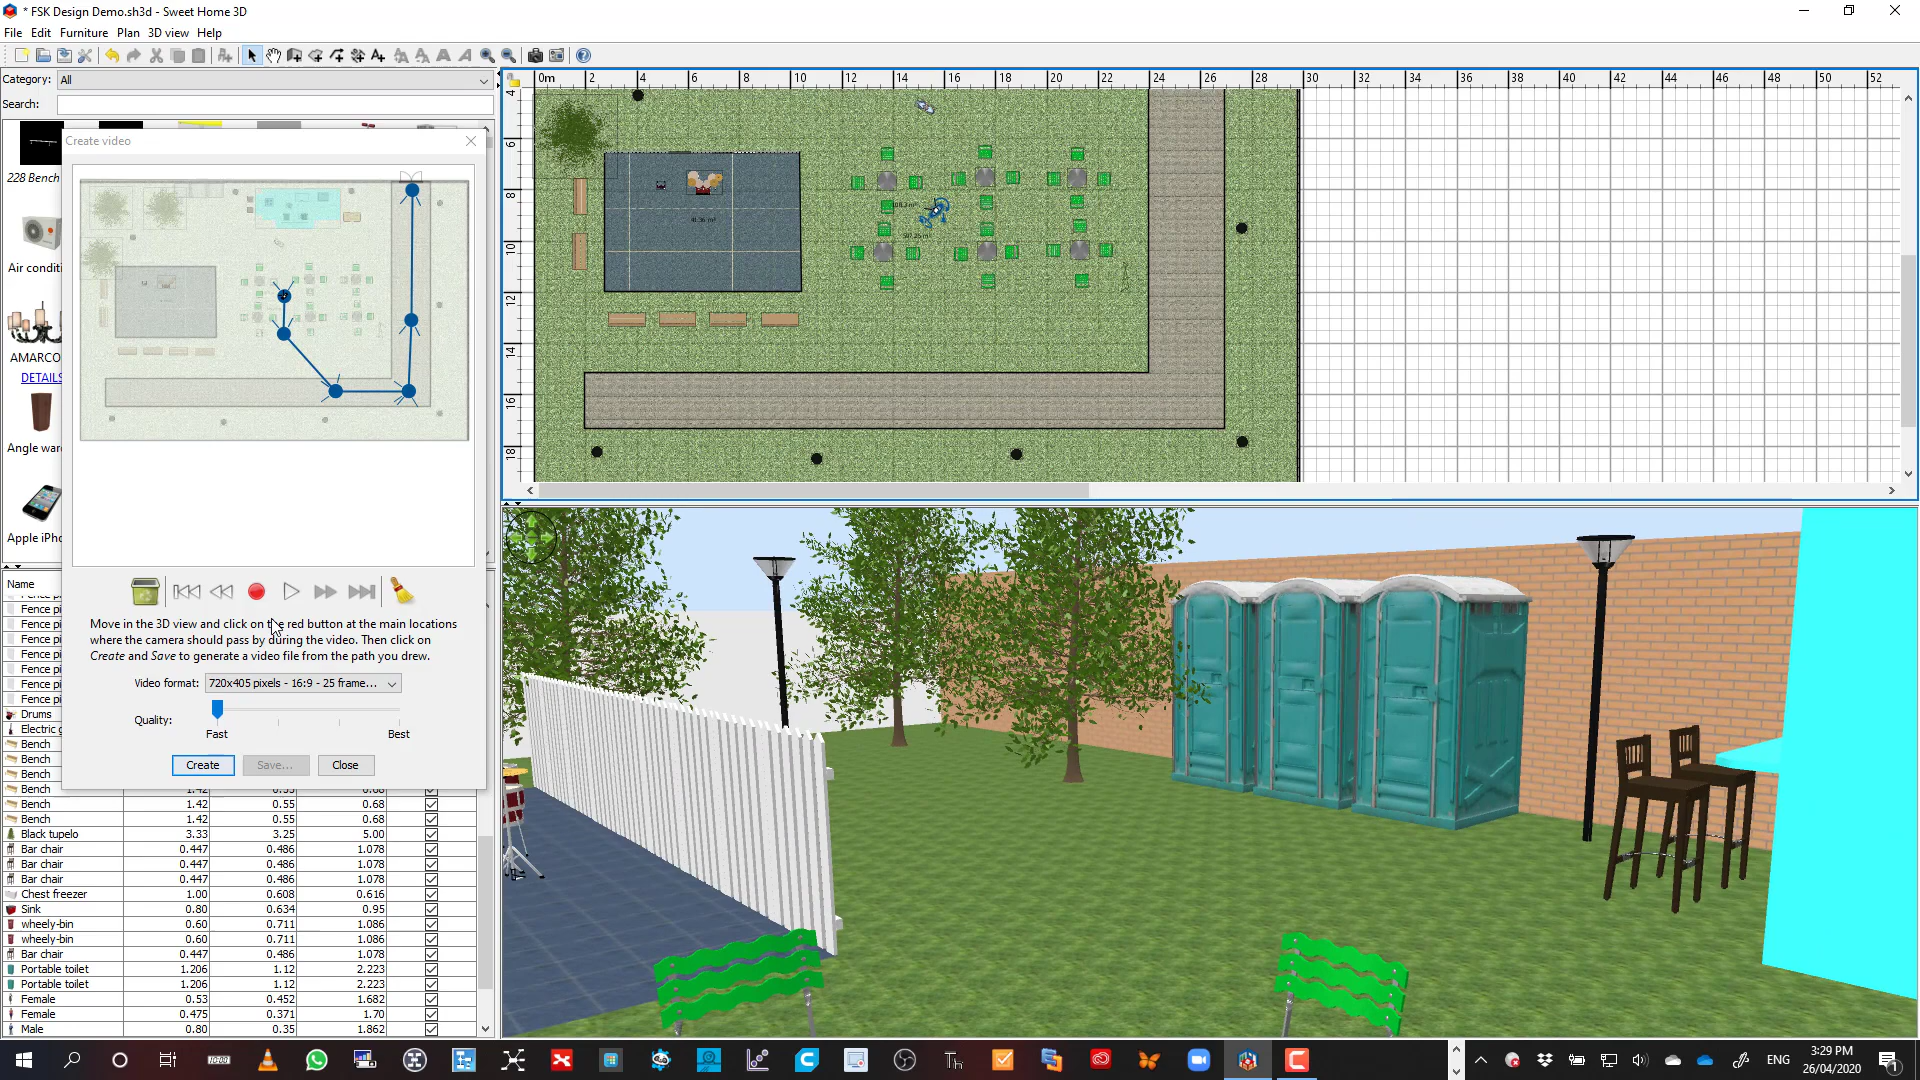 * FSK Design Demo.sh3d - Sweet Home 3D
File Edit Furniture Plan 3D view Help
Category: All
Search:
228 Bench
Air conditi
AMARCO
DETAILS
Angle ward
Apple iPho
Create video
Move in the 3D view and click on the red button at the main locations
where the camera should pass by during the video. Then click on
Create and Save to generate a video file from the path you drew.
Video format: 720x405 pixels - 16:9 - 25 frame...
Quality:
Fast Best
Create Save... Close
0m 2 4 6 8 10 12 14 16 18 20 22 24 26 28 30 32 34 36 38 40 42 44 46 48 50 52
4
6
8
10
12
14
16
18
Name
Fence pi
Fence pi
Fence pi
Fence pi
Fence pi
Fence pi
Fence pi
Drums
Electric g
Bench
Bench
Bench
Bench 1.42 0.55 0.68
Bench 1.42 0.55 0.68
Bench 1.42 0.55 0.68
Black tupelo 3.33 3.25 5.00
Bar chair 0.447 0.486 1.078
Bar chair 0.447 0.486 1.078
Bar chair 0.447 0.486 1.078
Chest freezer 1.00 0.608 0.616
Sink 0.80 0.634 0.95
wheely-bin 0.60 0.711 1.086
wheely-bin 0.60 0.711 1.086
Bar chair 0.447 0.486 1.078
Portable toilet 1.206 1.12 2.223
Portable toilet 1.206 1.12 2.223
Female 0.53 0.452 1.682
Female 0.475 0.371 1.70
Male 0.80 0.35 1.862
Th
ENG
3:29 PM
26/04/2020
1